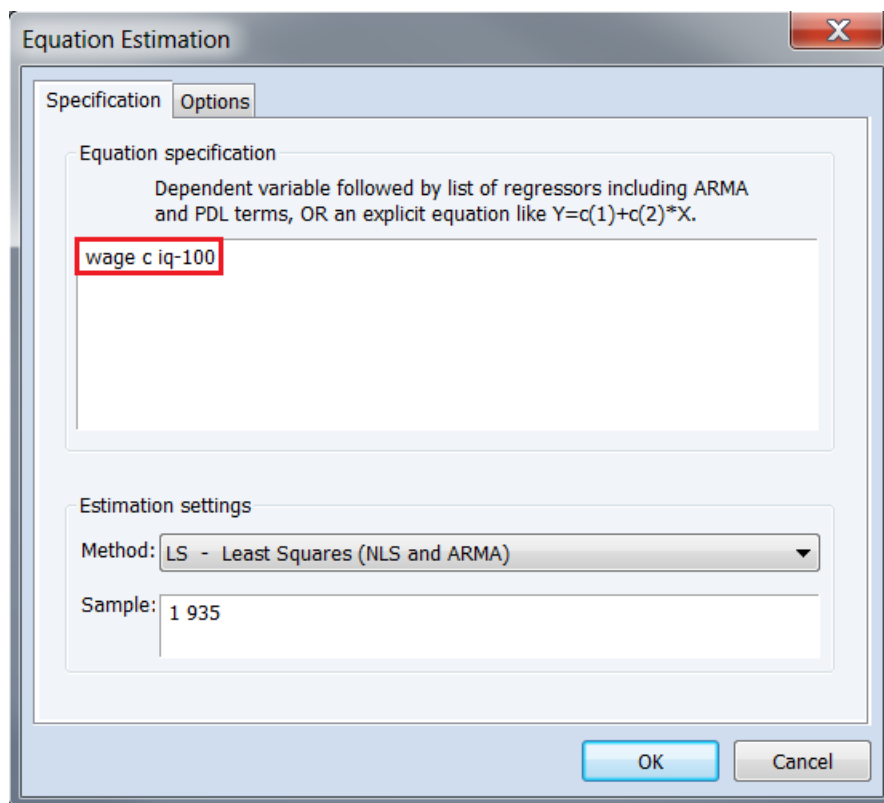 Equation Estimation
Specification Options
Equation specification
Dependent variable followed by list of regressors including ARMA
and PDL terms, OR an explicit equation like Y=c(1)+c(2)*X.
wage c iq-100
Estimation settings
Method: LS - Least Squares (NLS and ARMA)
Sample: 1 935
OK Cancel